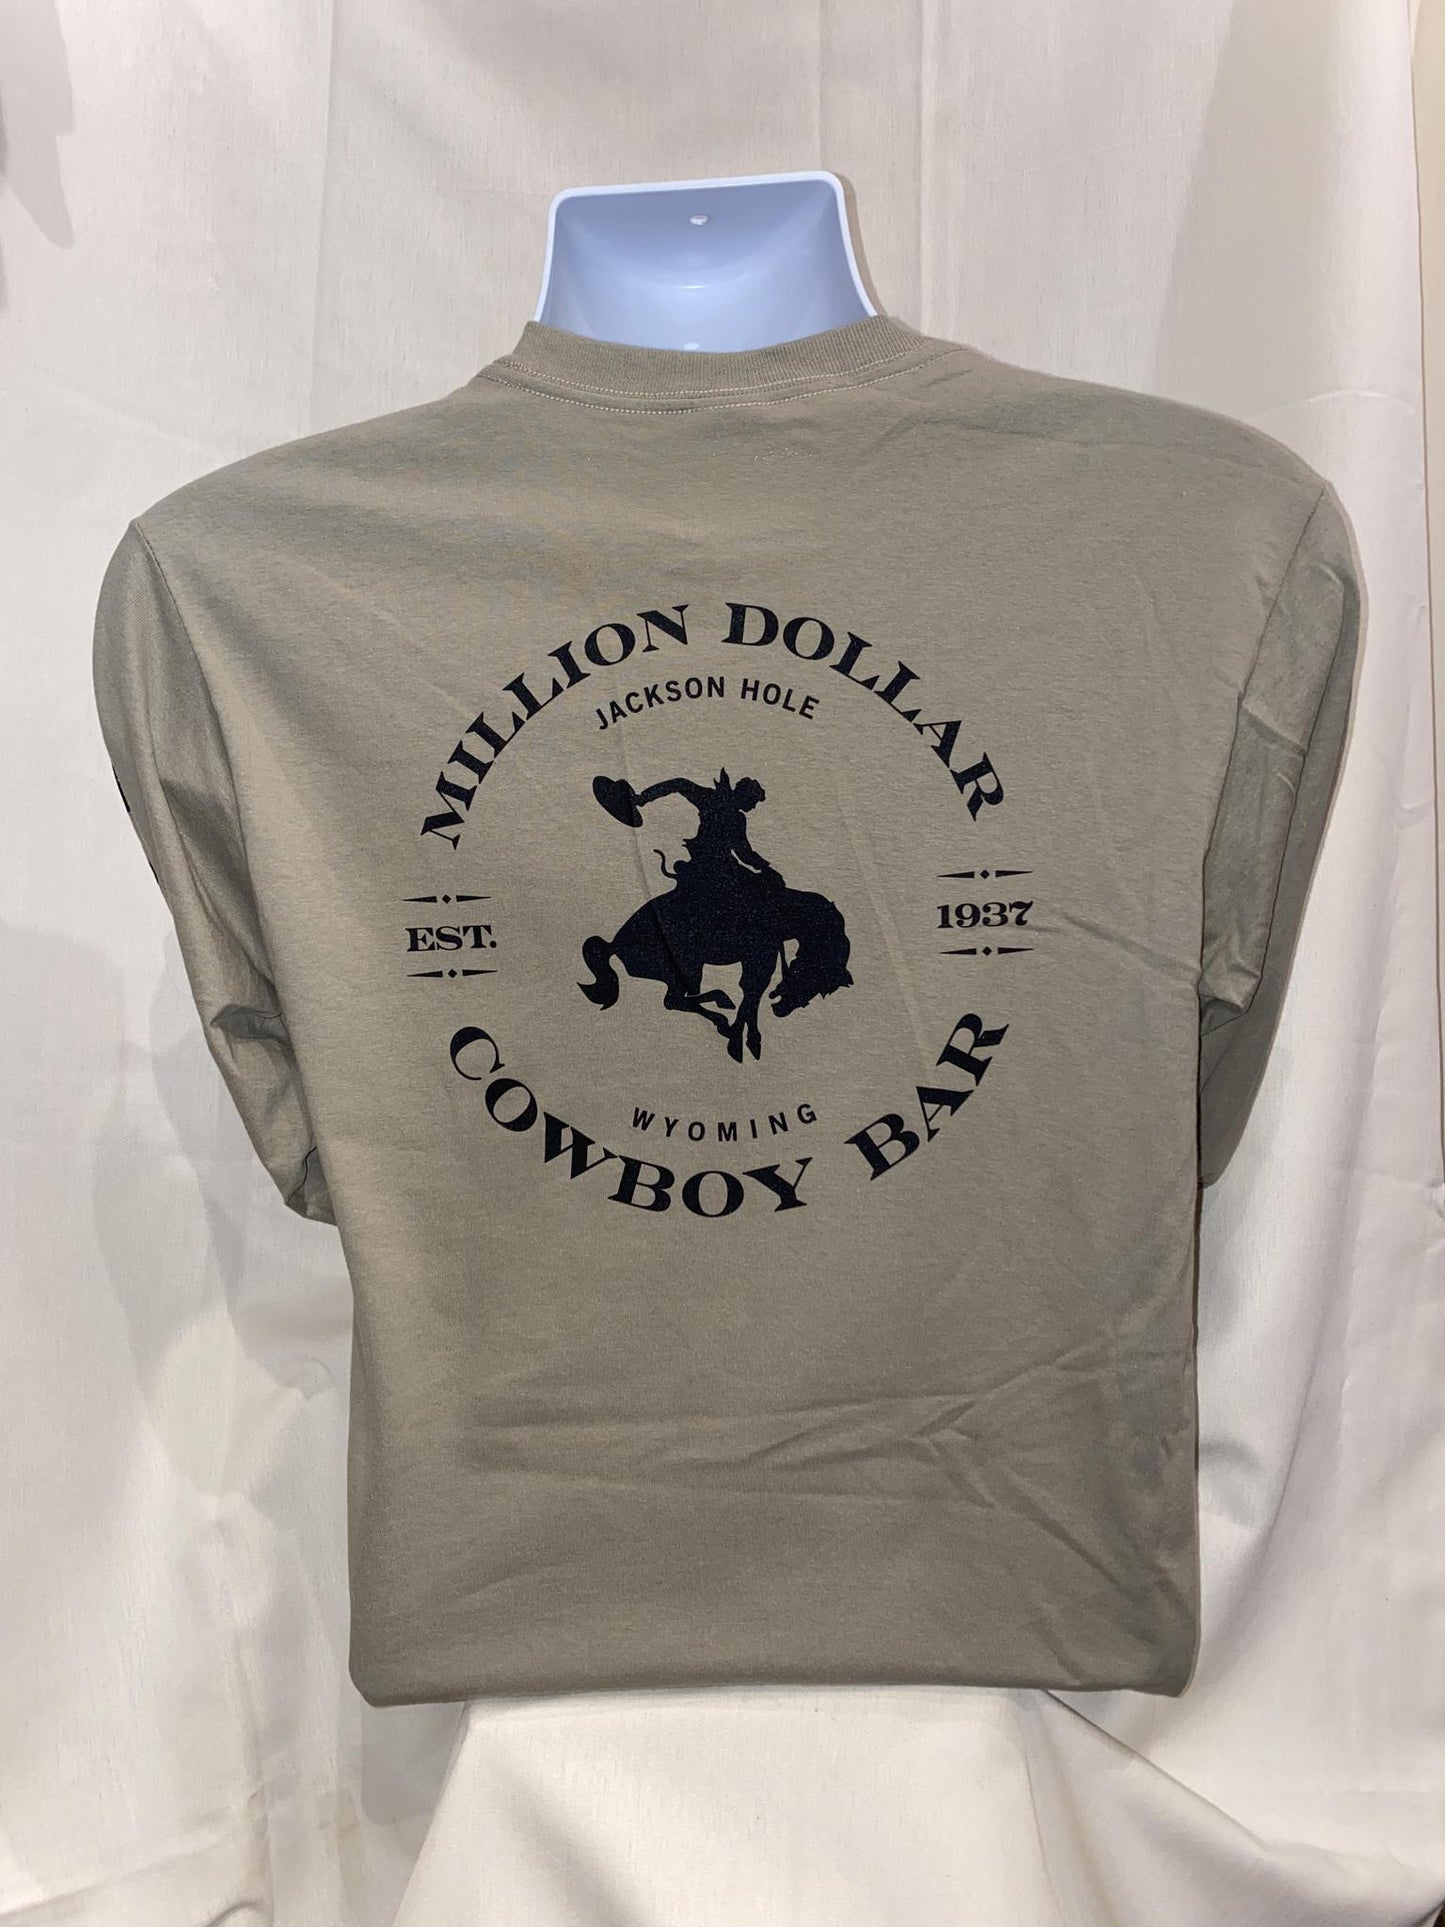 MILLION DOLLAR
JACKSON HOLE
EST.
1937
WYOMING
COWBOY BAR